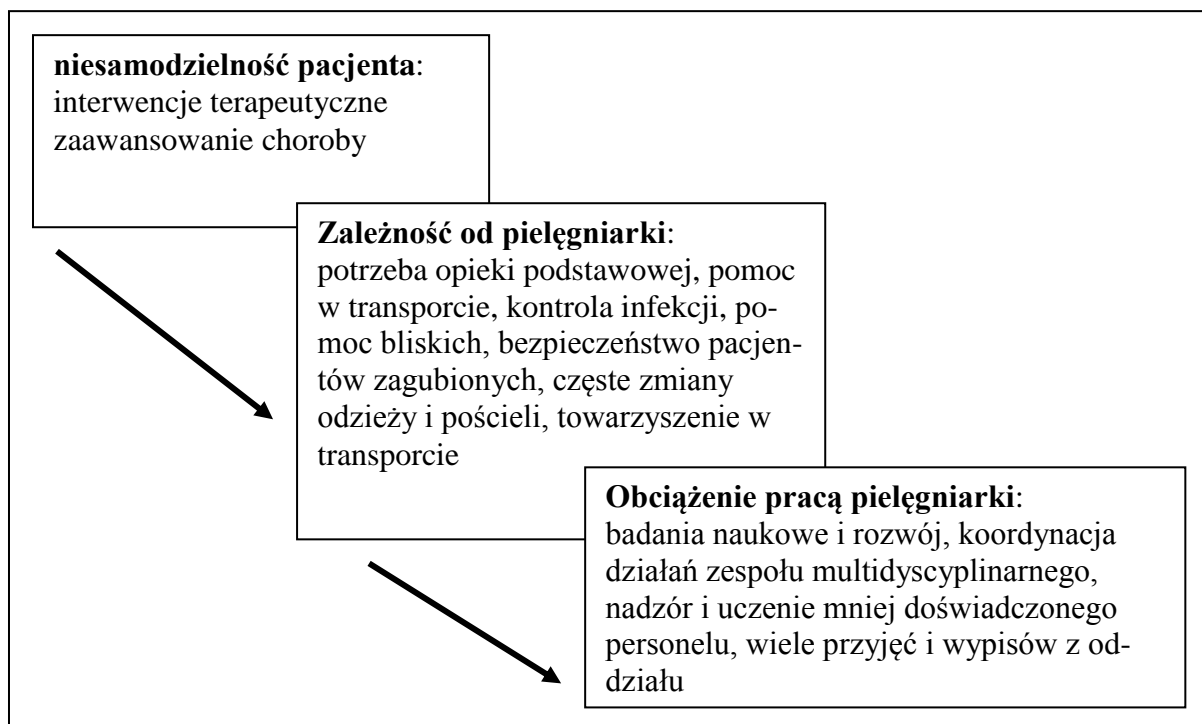 niesamodzielność pacjenta:
interwencje terapeutyczne
zaawansowanie choroby
Zależność od pielęgniarki:
potrzeba opieki podstawowej, pomoc
w transporcie, kontrola infekcji, po-
moc bliskich, bezpieczeństwo pacjen-
tów zagubionych, częste zmiany
odzieży i pościeli, towarzyszenie w
transporcie
Obciążenie pracą pielęgniarki:
badania naukowe i rozwój, koordynacja
działań zespołu multidyscyplinarnego,
nadzór i uczenie mniej doświadczonego
personelu, wiele przyjęć i wypisów z od-
działu